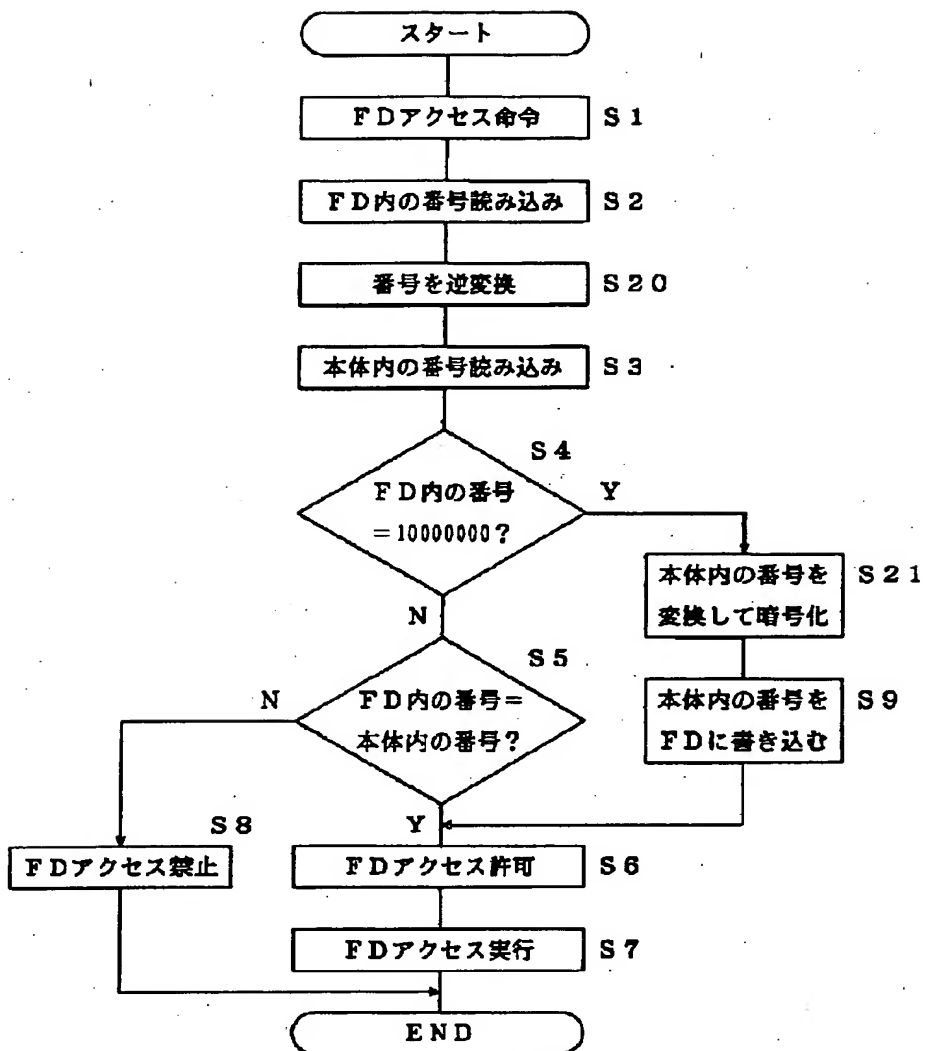 スタート
FDアクセス命令 S1
FD内の番号読み込み S2
番号を逆変換 S20
本体内の番号読み込み S3
S4
FD内の番号
=10000000?
Y
N
本体内の番号を S21
変換して暗号化
S5
FD内の番号=
本体内の番号?
N
本体内の番号を S9
FDに書き込む
Y
S8
FDアクセス禁止
FDアクセス許可 S6
FDアクセス実行 S7
END